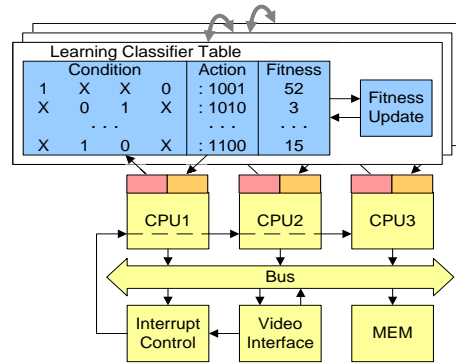 Learning Classifier Table
Condition Action Fitness
1 X X 0 : 1001 52
X 0 1 X : 1010 3
. . . . . . . . .
X 1 0 X : 1100 15
Fitness
Update
CPU1 CPU2 CPU3
Bus
Interrupt
Control
Video
Interface
MEM